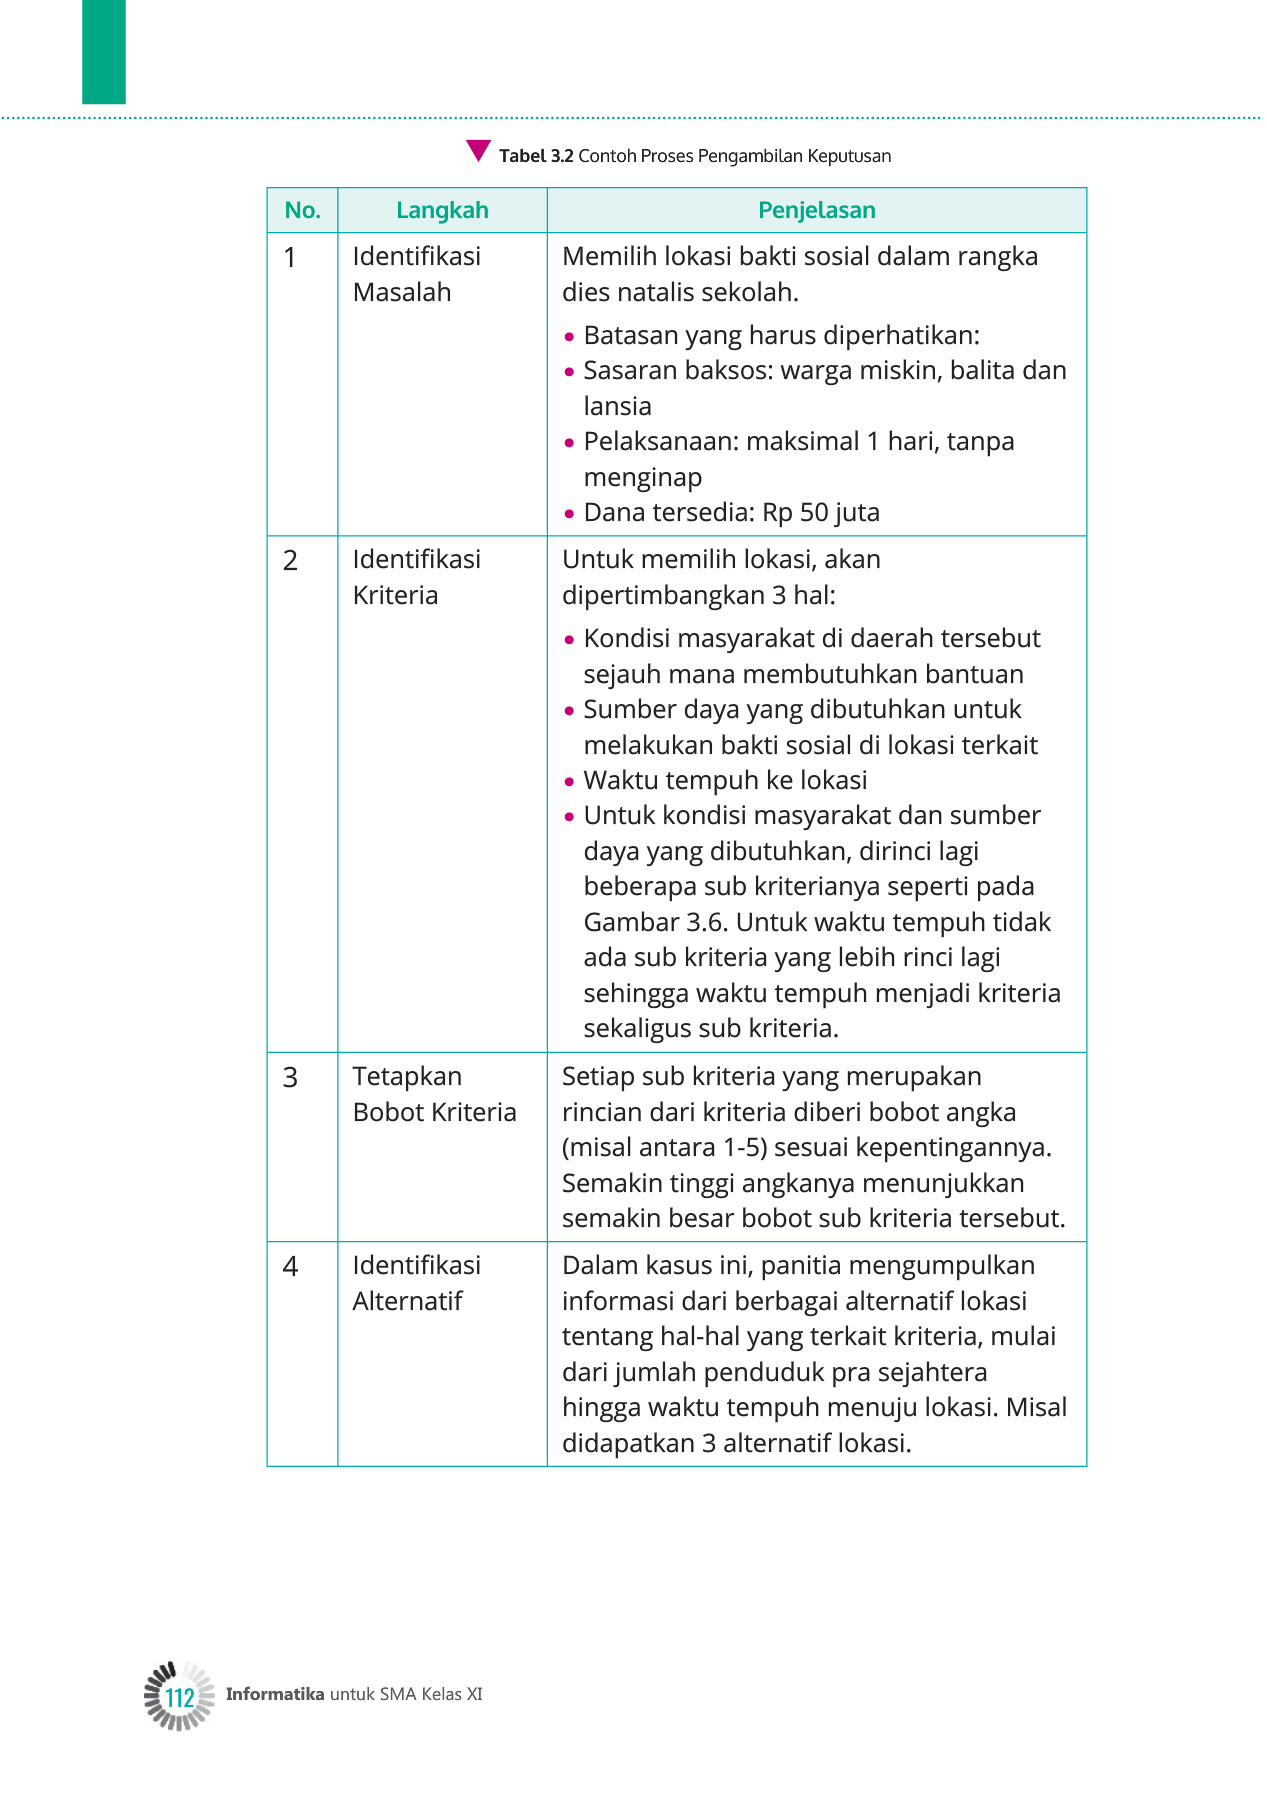 Tabel 3.2 Contoh Proses Pengambilan Keputusan
No. Langkah Penjelasan
1 Identifikasi Masalah
Memilih lokasi bakti sosial dalam rangka
dies natalis sekolah.
• Batasan yang harus diperhatikan:
• Sasaran baksos: warga miskin, balita dan
lansia
• Pelaksanaan: maksimal 1 hari, tanpa
menginap
• Dana tersedia: Rp 50 juta
2 Identifikasi Kriteria
Untuk memilih lokasi, akan
dipertimbangkan 3 hal:
• Kondisi masyarakat di daerah tersebut
sejauh mana membutuhkan bantuan
• Sumber daya yang dibutuhkan untuk
melakukan bakti sosial di lokasi terkait
• Waktu tempuh ke lokasi
• Untuk kondisi masyarakat dan sumber
daya yang dibutuhkan, dirinci lagi
beberapa sub kriterianya seperti pada
Gambar 3.6. Untuk waktu tempuh tidak
ada sub kriteria yang lebih rinci lagi
sehingga waktu tempuh menjadi kriteria
sekaligus sub kriteria.
3 Tetapkan Bobot Kriteria
Setiap sub kriteria yang merupakan
rincian dari kriteria diberi bobot angka
(misal antara 1-5) sesuai kepentingannya.
Semakin tinggi angkanya menunjukkan
semakin besar bobot sub kriteria tersebut.
4 Identifikasi Alternatif
Dalam kasus ini, panitia mengumpulkan
informasi dari berbagai alternatif lokasi
tentang hal-hal yang terkait kriteria, mulai
dari jumlah penduduk pra sejahtera
hingga waktu tempuh menuju lokasi. Misal
didapatkan 3 alternatif lokasi.
112 Informatika untuk SMA Kelas XI